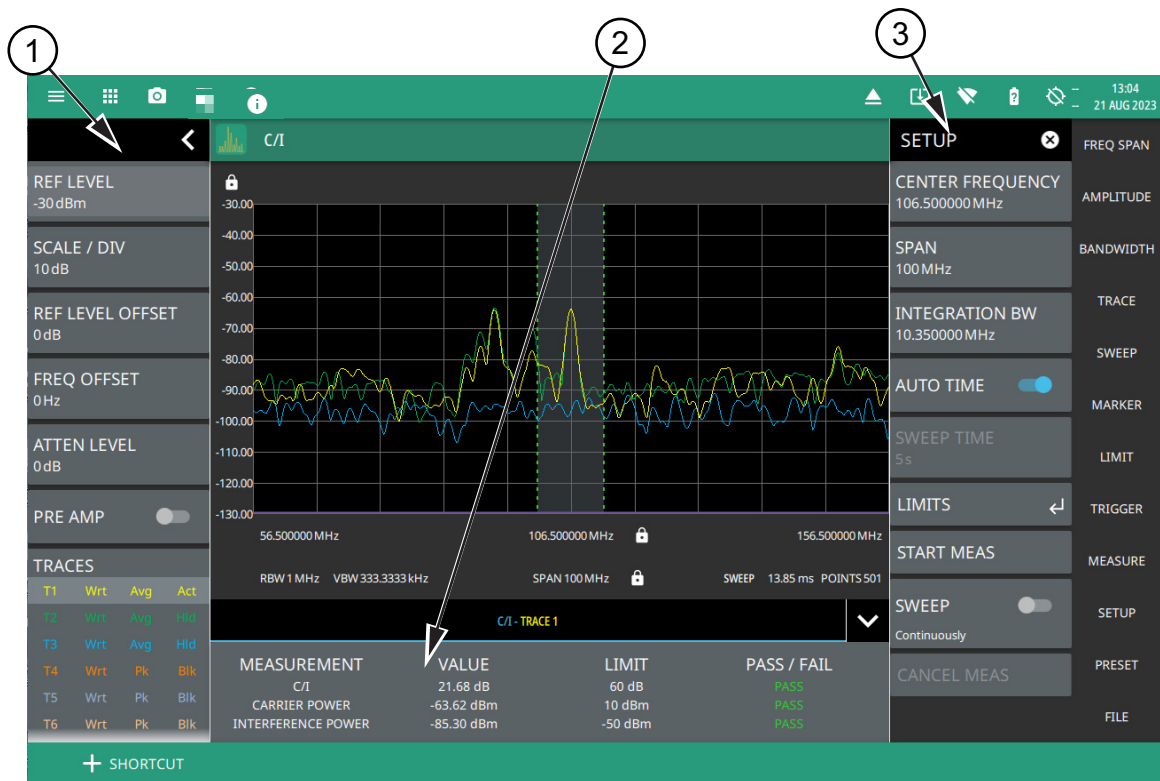 1
2
3
13:04
21 AUG 2023
C/I
SETUP
REF LEVEL
-30 dBm
SCALE / DIV
10 dB
REF LEVEL OFFSET
0 dB
FREQ OFFSET
0 Hz
ATTEN LEVEL
0 dB
PRE AMP
TRACES
T1 Wrt Avg Act
T2 Wrt Avg Hld
T3 Wrt Avg Hld
T4 Wrt Pk Blk
T5 Wrt Pk Blk
T6 Wrt Pk Blk
-30.00
-40.00
-50.00
-60.00
-70.00
-80.00
-90.00
-100.00
-110.00
-120.00
-130.00
56.500000 MHz 106.500000 MHz 156.500000 MHz
RBW 1 MHz VBW 333.3333 kHz SPAN 100 MHz SWEEP 13.85 ms POINTS 501
C/I - TRACE 1
MEASUREMENT VALUE LIMIT PASS / FAIL
C/I 21.68 dB 60 dB PASS
CARRIER POWER -63.62 dBm 10 dBm PASS
INTERFERENCE POWER -85.30 dBm -50 dBm PASS
CENTER FREQUENCY
106.500000 MHz
SPAN
100 MHz
INTEGRATION BW
10.350000 MHz
AUTO TIME
SWEEP TIME
5 s
LIMITS
START MEAS
SWEEP
Continuously
CANCEL MEAS
FREQ SPAN
AMPLITUDE
BANDWIDTH
TRACE
SWEEP
MARKER
LIMIT
TRIGGER
MEASURE
SETUP
PRESET
FILE
+ SHORTCUT